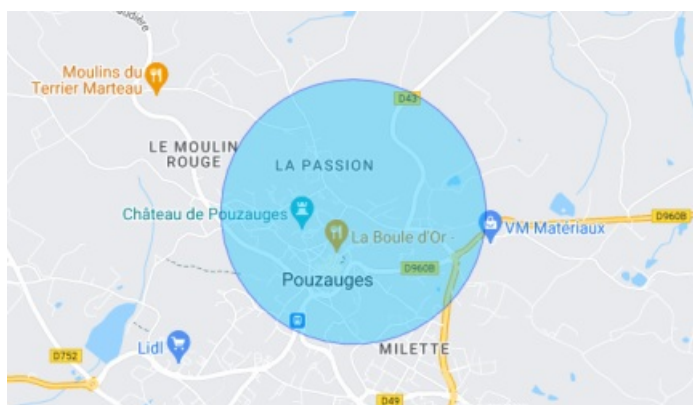 Moulins du
Terrier Marteau
D43
LE MOULIN
ROUGE
LA PASSION
Château de Pouzauges
La Boule d'Or -
VM Matériaux
D960B
D960B
Pouzauges
Lidl
D752
MILETTE
D49